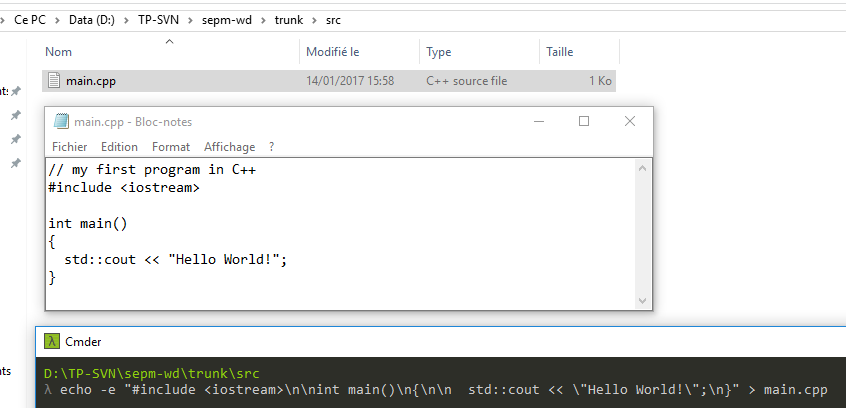 Ce PC > Data (D:) > TP-SVN > sepm-wd > trunk > src
Nom Modifié le Type Taille
main.cpp 14/01/2017 15:58 C++ source file 1 Ko
main.cpp - Bloc-notes
Fichier Edition Format Affichage ?
// my first program in C++
#include <iostream>
int main()
{
  std::cout << "Hello World!";
}
Cmder
D:\TP-SVN\sepm-wd\trunk\src
λ echo -e "#include <iostream>\n\nint main()\n{\n\n  std::cout << \"Hello World!\";\n}" > main.cpp